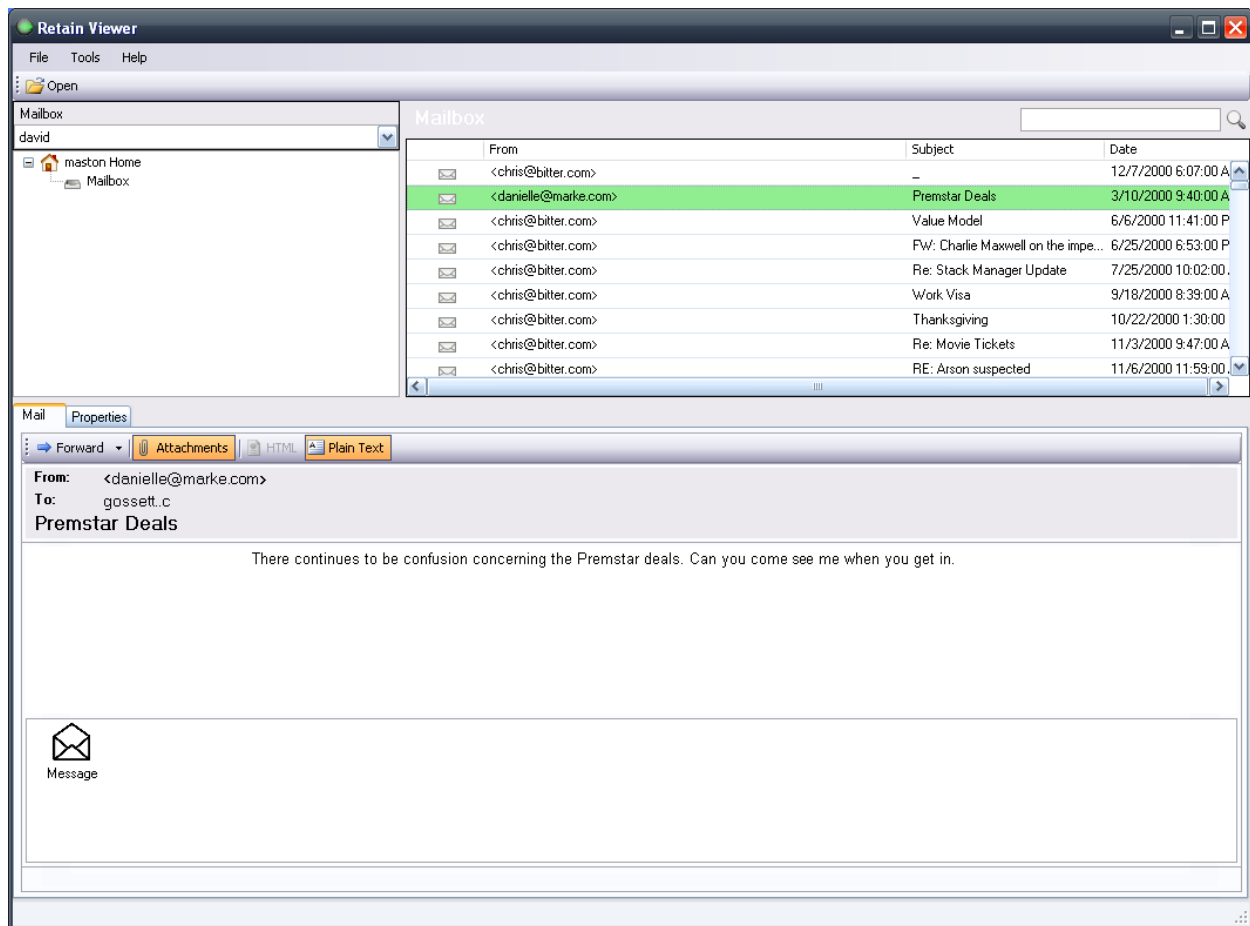 Retain Viewer
File Tools Help
Open
Mailbox
david
maston Home
Mailbox
Mailbox
From Subject Date
<chris@bitter.com> _ 12/7/2000 6:07:00 A
<danielle@marke.com> Premstar Deals 3/10/2000 9:40:00 A
<chris@bitter.com> Value Model 6/6/2000 11:41:00 P
<chris@bitter.com> FW: Charlie Maxwell on the impe... 6/25/2000 6:53:00 P
<chris@bitter.com> Re: Stack Manager Update 7/25/2000 10:02:00
<chris@bitter.com> Work Visa 9/18/2000 8:39:00 A
<chris@bitter.com> Thanksgiving 10/22/2000 1:30:00
<chris@bitter.com> Re: Movie Tickets 11/3/2000 9:47:00 A
<chris@bitter.com> RE: Arson suspected 11/6/2000 11:59:00
Mail Properties
Forward Attachments HTML Plain Text
From: <danielle@marke.com>
To: gossett..c
Premstar Deals
There continues to be confusion concerning the Premstar deals. Can you come see me when you get in.
Message